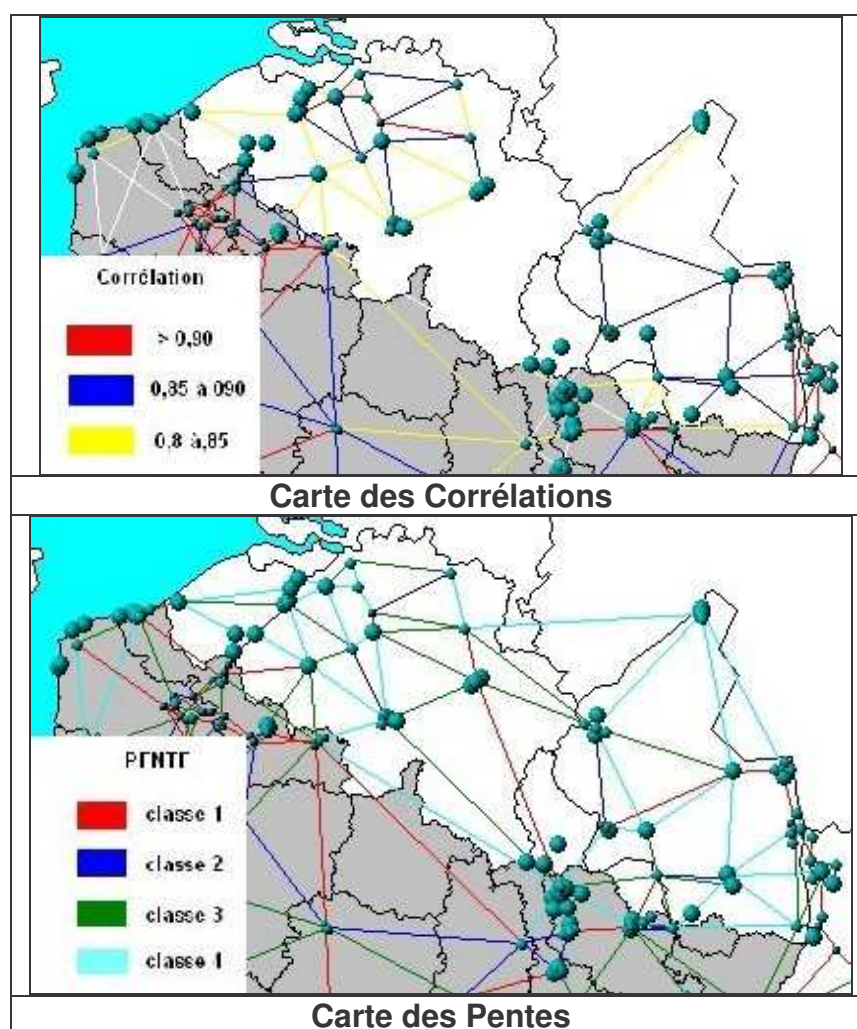 Corrélation
> 0,90
0,85 à 090
0,8 à,85
Carte des Corrélations
PENTE
classe 1
classe 2
classe 3
classe 4
Carte des Pentes